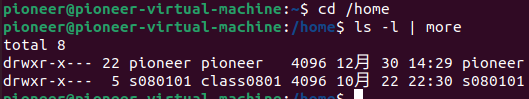 pioneer@pioneer-virtual-machine:~$ cd /home
pioneer@pioneer-virtual-machine:/home$ ls -l | more
total 8
drwxr-x--- 22 pioneer pioneer   4096 12月 30 14:29 pioneer
drwxr-x---  5 s080101 class0801 4096 10月 22 22:30 s080101
pioneer@pioneer-virtual-machine:/home$